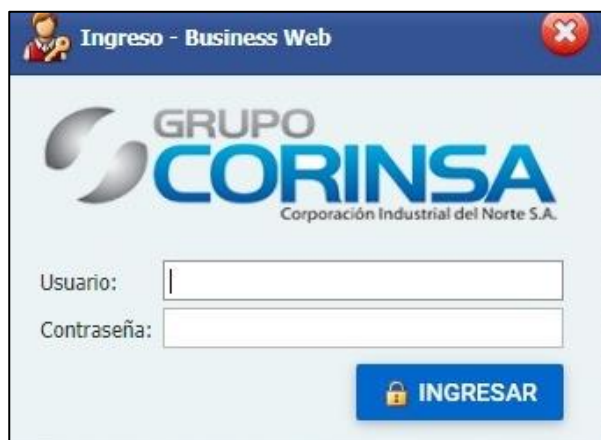 Ingreso - Business Web
GRUPO
CORINSA
Corporación Industrial del Norte S.A.
Usuario:
Contraseña:
INGRESAR